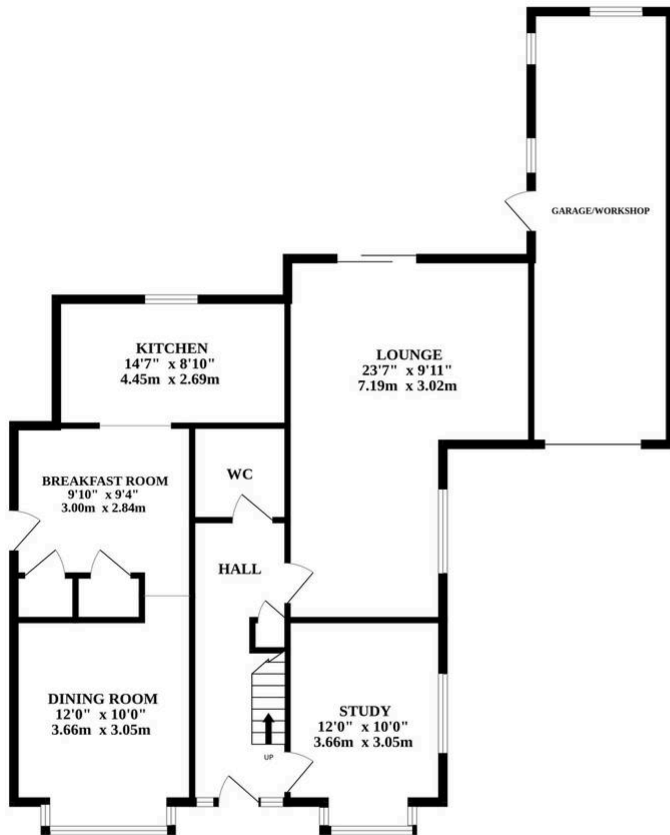 GARAGE/WORKSHOP
KITCHEN
14'7" x 8'10"
4.45m x 2.69m
LOUNGE
23'7" x 9'11"
7.19m x 3.02m
BREAKFAST ROOM
9'10" x 9'4"
3.00m x 2.84m
WC
HALL
DINING ROOM
12'0" x 10'0"
3.66m x 3.05m
STUDY
12'0" x 10'0"
3.66m x 3.05m
UP